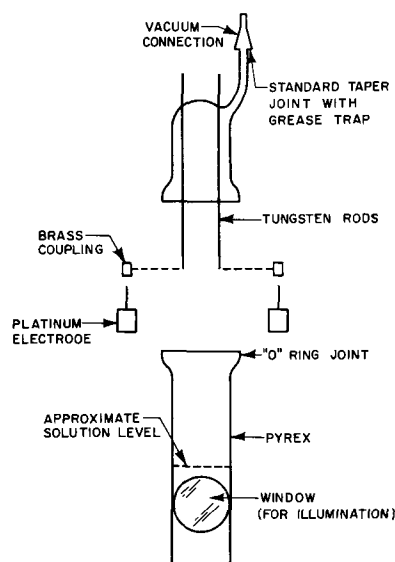 VACUUM
CONNECTION
STANDARD TAPER
JOINT WITH
GREASE TRAP
TUNGSTEN RODS
BRASS
COUPLING
PLATINUM
ELECTRODE
"O" RING JOINT
APPROXIMATE
SOLUTION LEVEL
PYREX
WINDOW
(FOR ILLUMINATION)